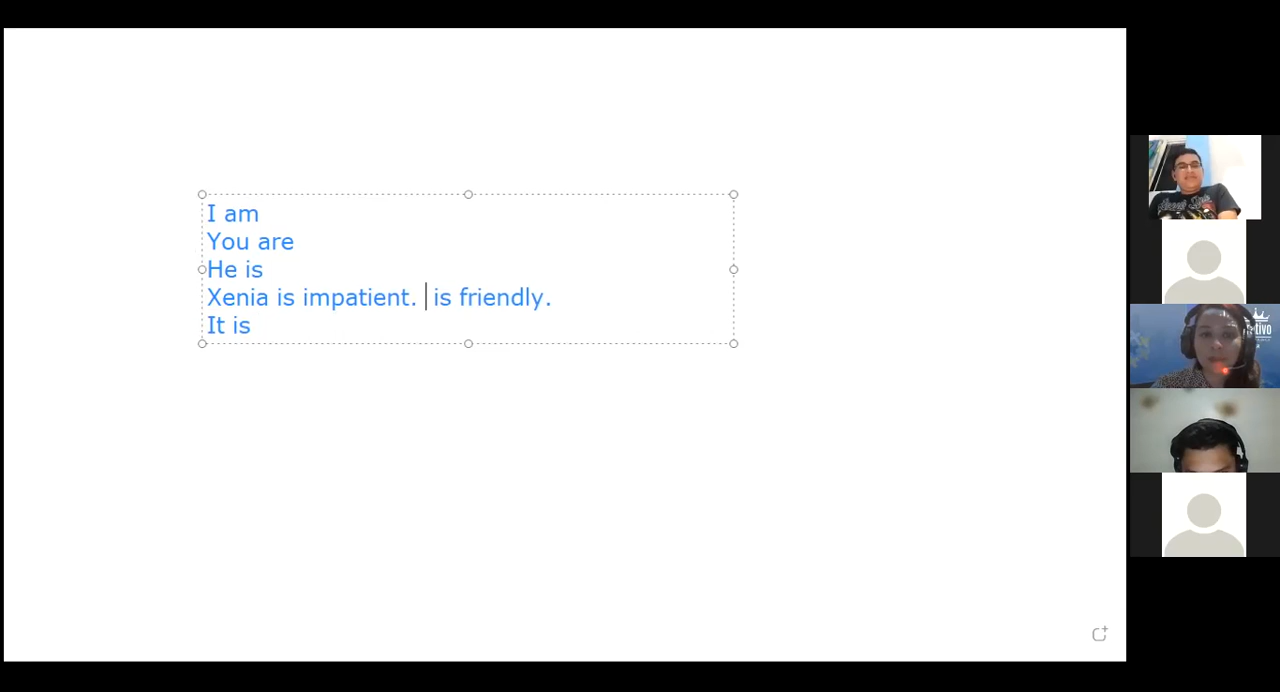 I am
You are
He is
Xenia is impatient. is friendly.
It is